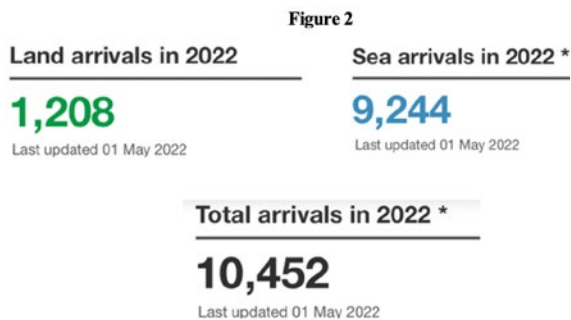 Figure 2
Land arrivals in 2022
1,208
Last updated 01 May 2022
Sea arrivals in 2022 *
9,244
Last updated 01 May 2022
Total arrivals in 2022 *
10,452
Last updated 01 May 2022